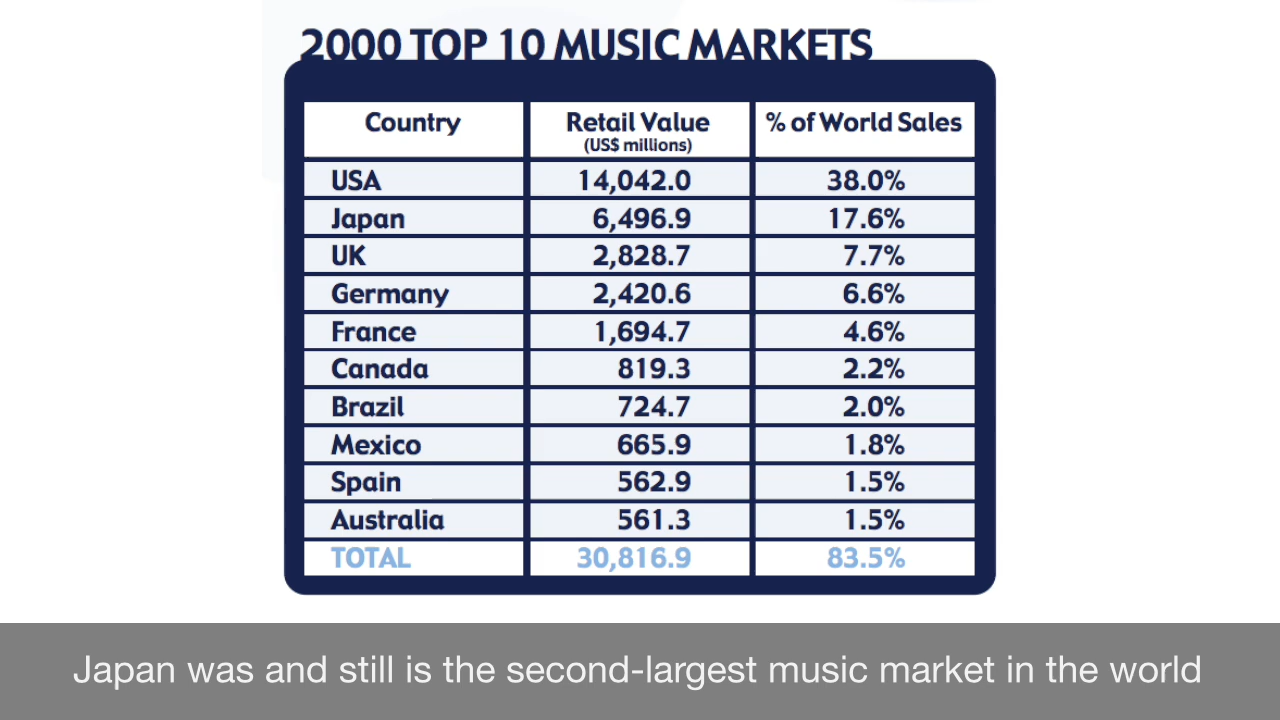 2000 TOP 10 MUSIC MARKETS
Country Retail Value % of World Sales
(US$ millions)
USA 14,042.0 38.0%
Japan 6,496.9 17.6%
UK 2,828.7 7.7%
Germany 2,420.6 6.6%
France 1,694.7 4.6%
Canada 819.3 2.2%
Brazil 724.7 2.0%
Mexico 665.9 1.8%
Spain 562.9 1.5%
Australia 561.3 1.5%
TOTAL 30,816.9 83.5%
Japan was and still is the second-largest music market in the world